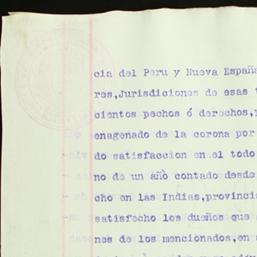 cia del Peru y Nueva España
res,Jurisdiciones de esas
cientos pechos ó derechos,
enagenado de la corona por
do satisfaccion en el todo
no de un año contado desde
cho en las Indias,provinci
satisfecho los dueños que
nes de los mencionados,en